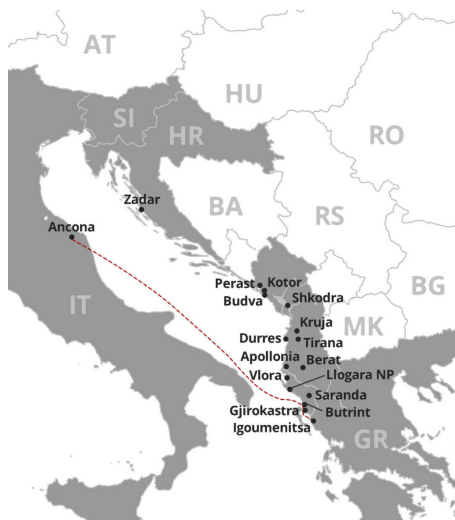 AT
HU
SI
HR
RO
Zadar
BA
RS
Ancona
Perast
Kotor
BG
Budva
Shkodra
IT
Kruja
MK
Durres
Tirana
Apollonia
Berat
Vlora
Llogara NP
Saranda
Gjirokastra
Butrint
Igoumenitsa
GR